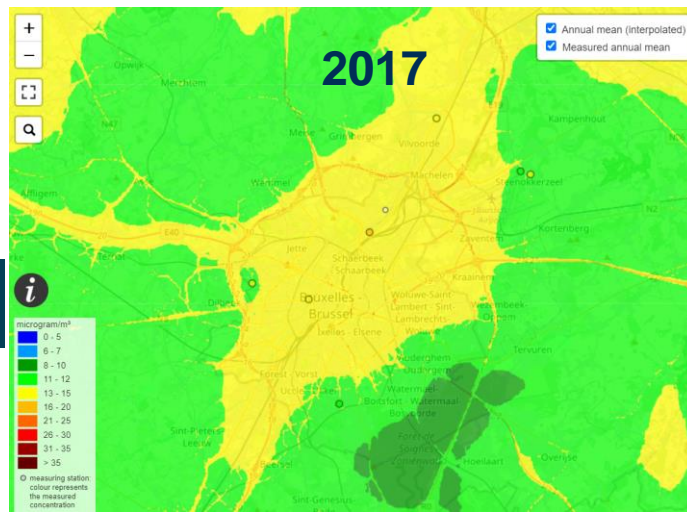 +
−
2017
Annual mean (interpolated)
Measured annual mean
Opwijk
Merchtem
Kampenhout
N47
Grimbergen
Vilvoorde
Machelen
Steenokkerzeel
Affligem
Wemmel
E40
N2
Kortenberg
Jette
Schaerbeek
Schaarbeek
Zaventem
Kraainem
Bruxelles -
Brussel
Woluwe-Saint-
Lambert - Sint-
Lambrechts-
Wezembeek-
Oppem
Dilbeek
Ixelles - Elsene
Tervuren
Forest - Vorst
Auderghem
Oudergem
Watermael-
Boitsfort - Watermaal-
Sint-Pieters-
Leeuw
Beersel
Hoeilaart
Overijse
Sint-Genesius-
i
microgram/m³
0 - 5
6 - 7
8 - 10
11 - 12
13 - 15
16 - 20
21 - 25
26 - 30
31 - 35
> 35
measuring station:
colour represents
the measured
concentration